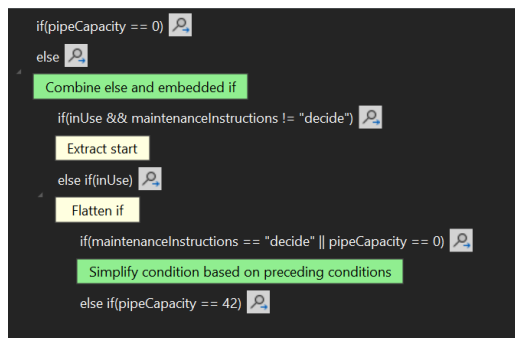 if(pipeCapacity == 0)
else
Combine else and embedded if
if(inUse && maintenanceInstructions != "decide")
Extract start
else if(inUse)
Flatten if
if(maintenanceInstructions == "decide" || pipeCapacity == 0)
Simplify condition based on preceding conditions
else if(pipeCapacity == 42)